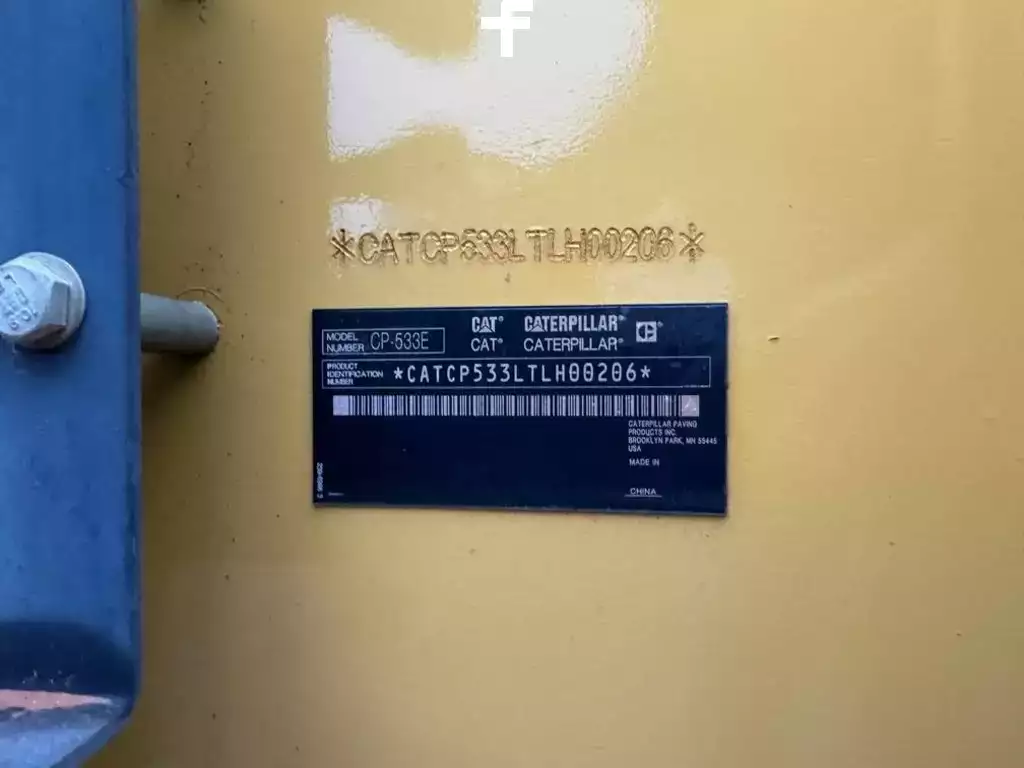 *CATCP533LTLH00206*
CAT® CATERPILLAR®
MODEL NUMBER CP-533E
CAT® CATERPILLAR®
PRODUCT
IDENTIFICATION *CATCP533LTLH00206*
NUMBER
CATERPILLAR PAVING
PRODUCTS INC
BROOKLYN PARK, MN 55445
USA
MADE IN
CHINA